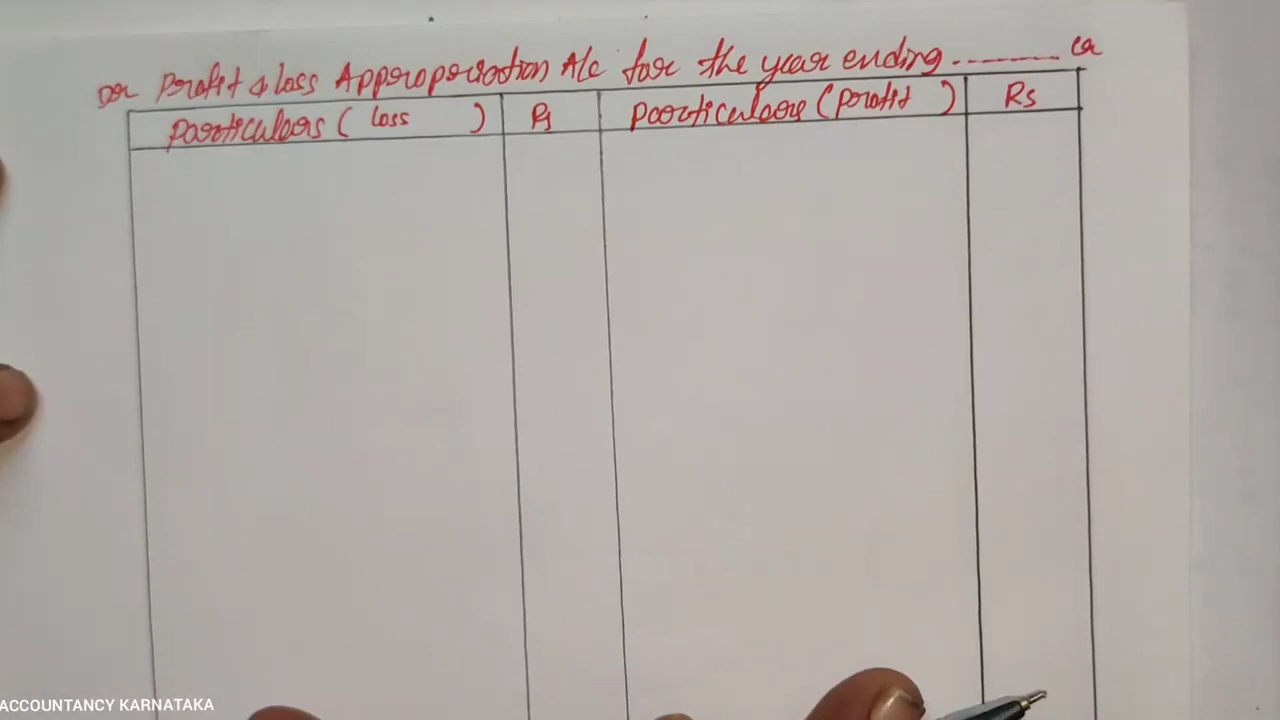 Dr Profit & loss Appropriation A/c for the year ending ........... Cr
Particulars ( loss ) Rs Particulars (profit ) Rs
ACCOUNTANCY KARNATAKA